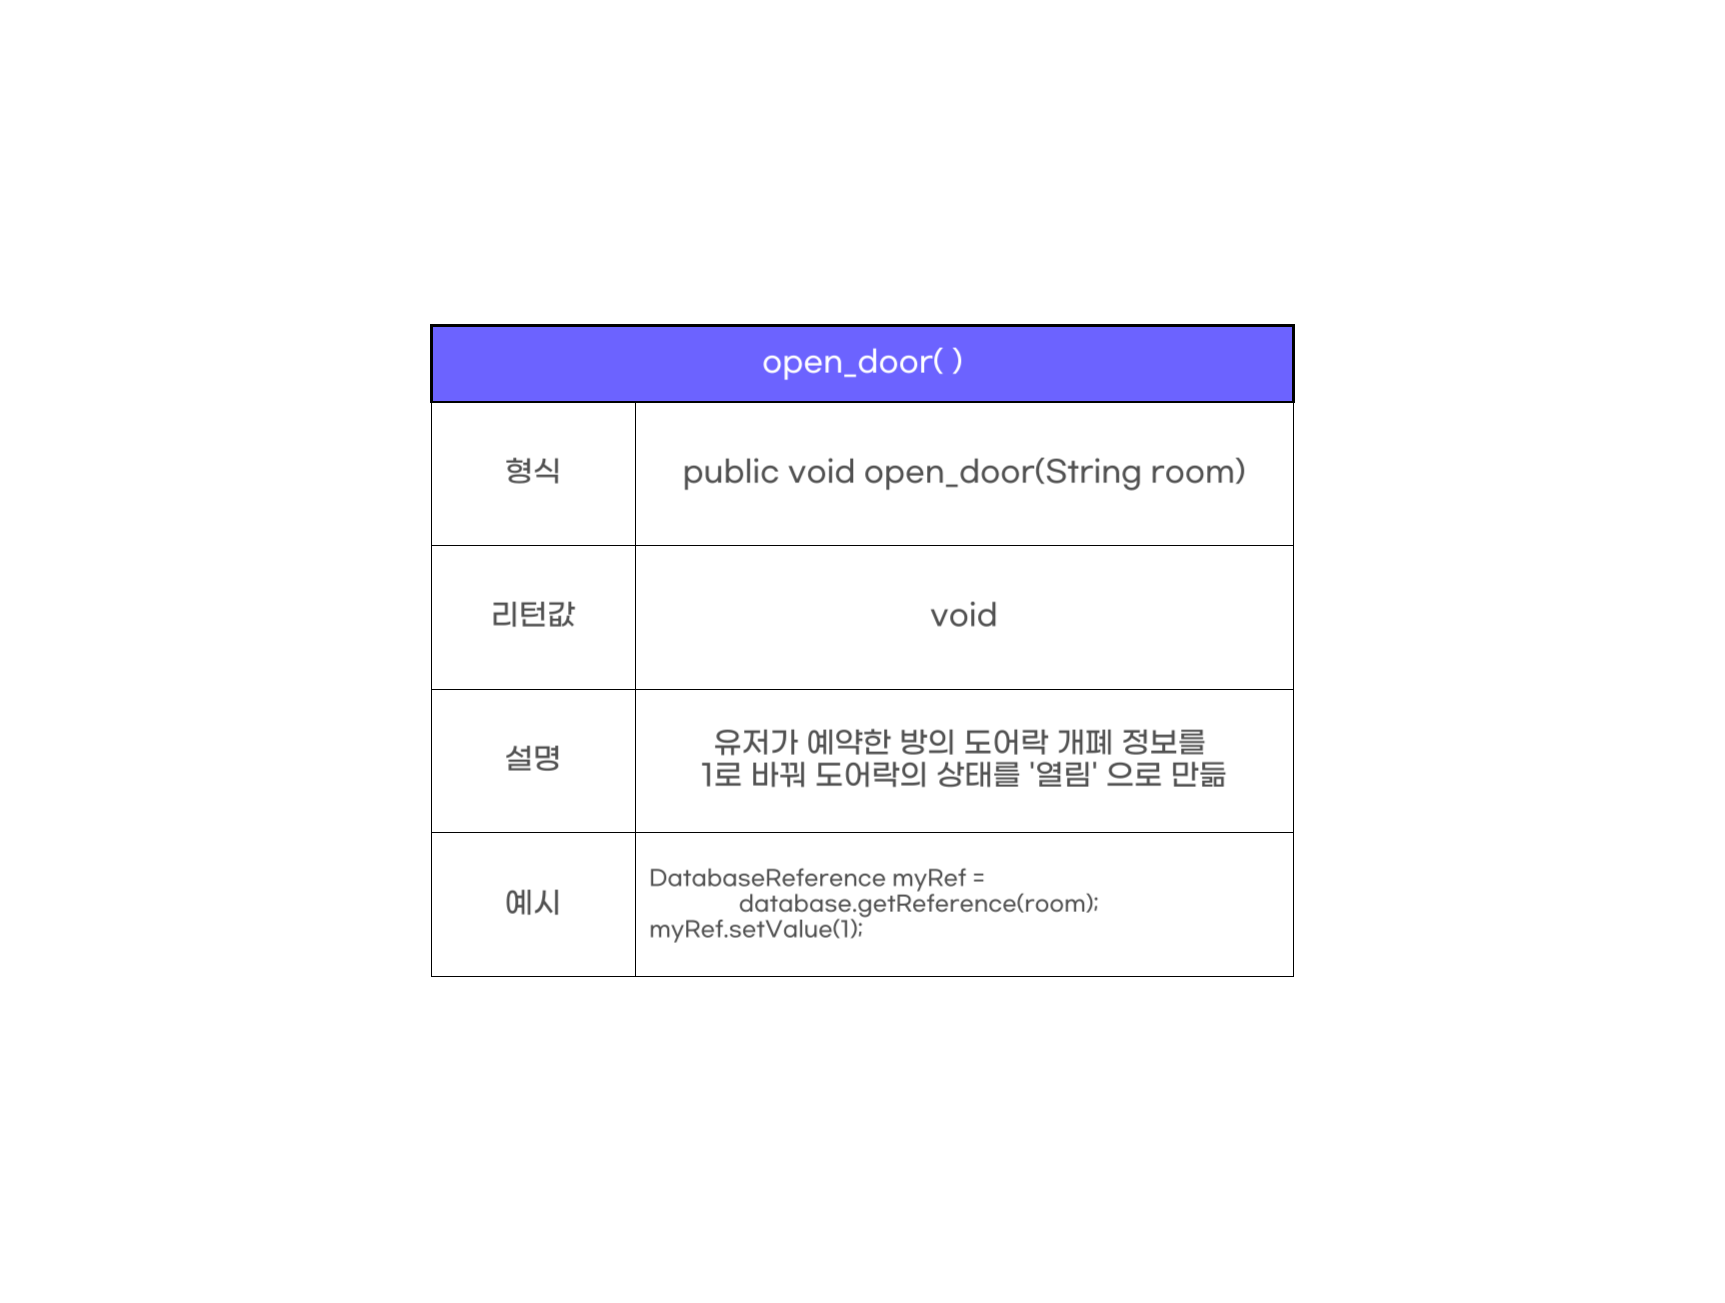 open_door( )
형식
public void open_door(String room)
리턴값
void
설명
유저가 예약한 방의 도어락 개폐 정보를
1로 바꿔 도어락의 상태를 '열림' 으로 만듦
예시
DatabaseReference myRef =
database.getReference(room);
myRef.setValue(1);